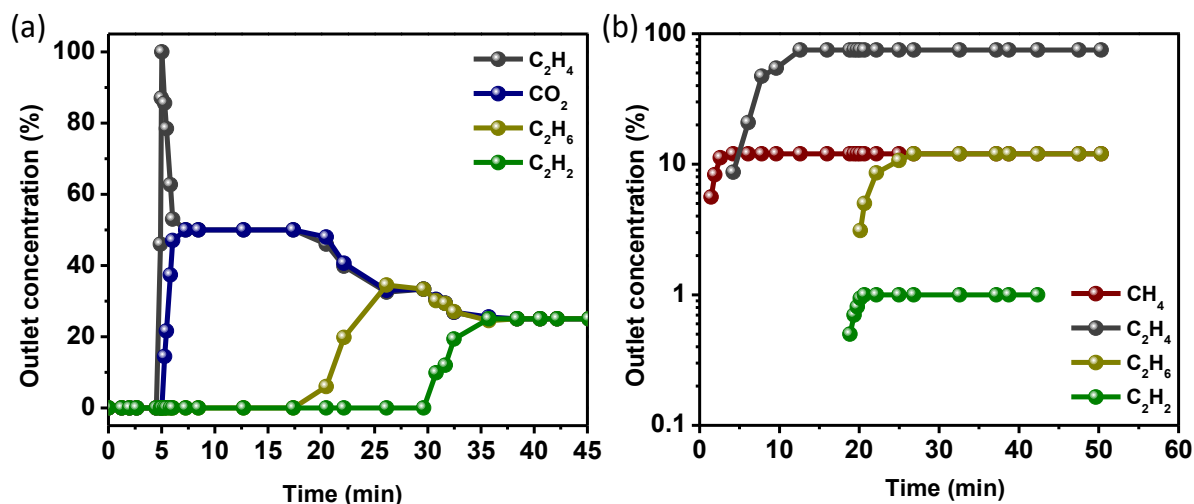 (a)
Outlet concentration (%)
100
80
60
40
20
0
0 5 10 15 20 25 30 35 40 45
Time (min)
C₂H₄
CO₂
C₂H₆
C₂H₂
(b)
Outlet concentration (%)
100
10
1
0.1
0 10 20 30 40 50 60
Time (min)
CH₄
C₂H₄
C₂H₆
C₂H₂